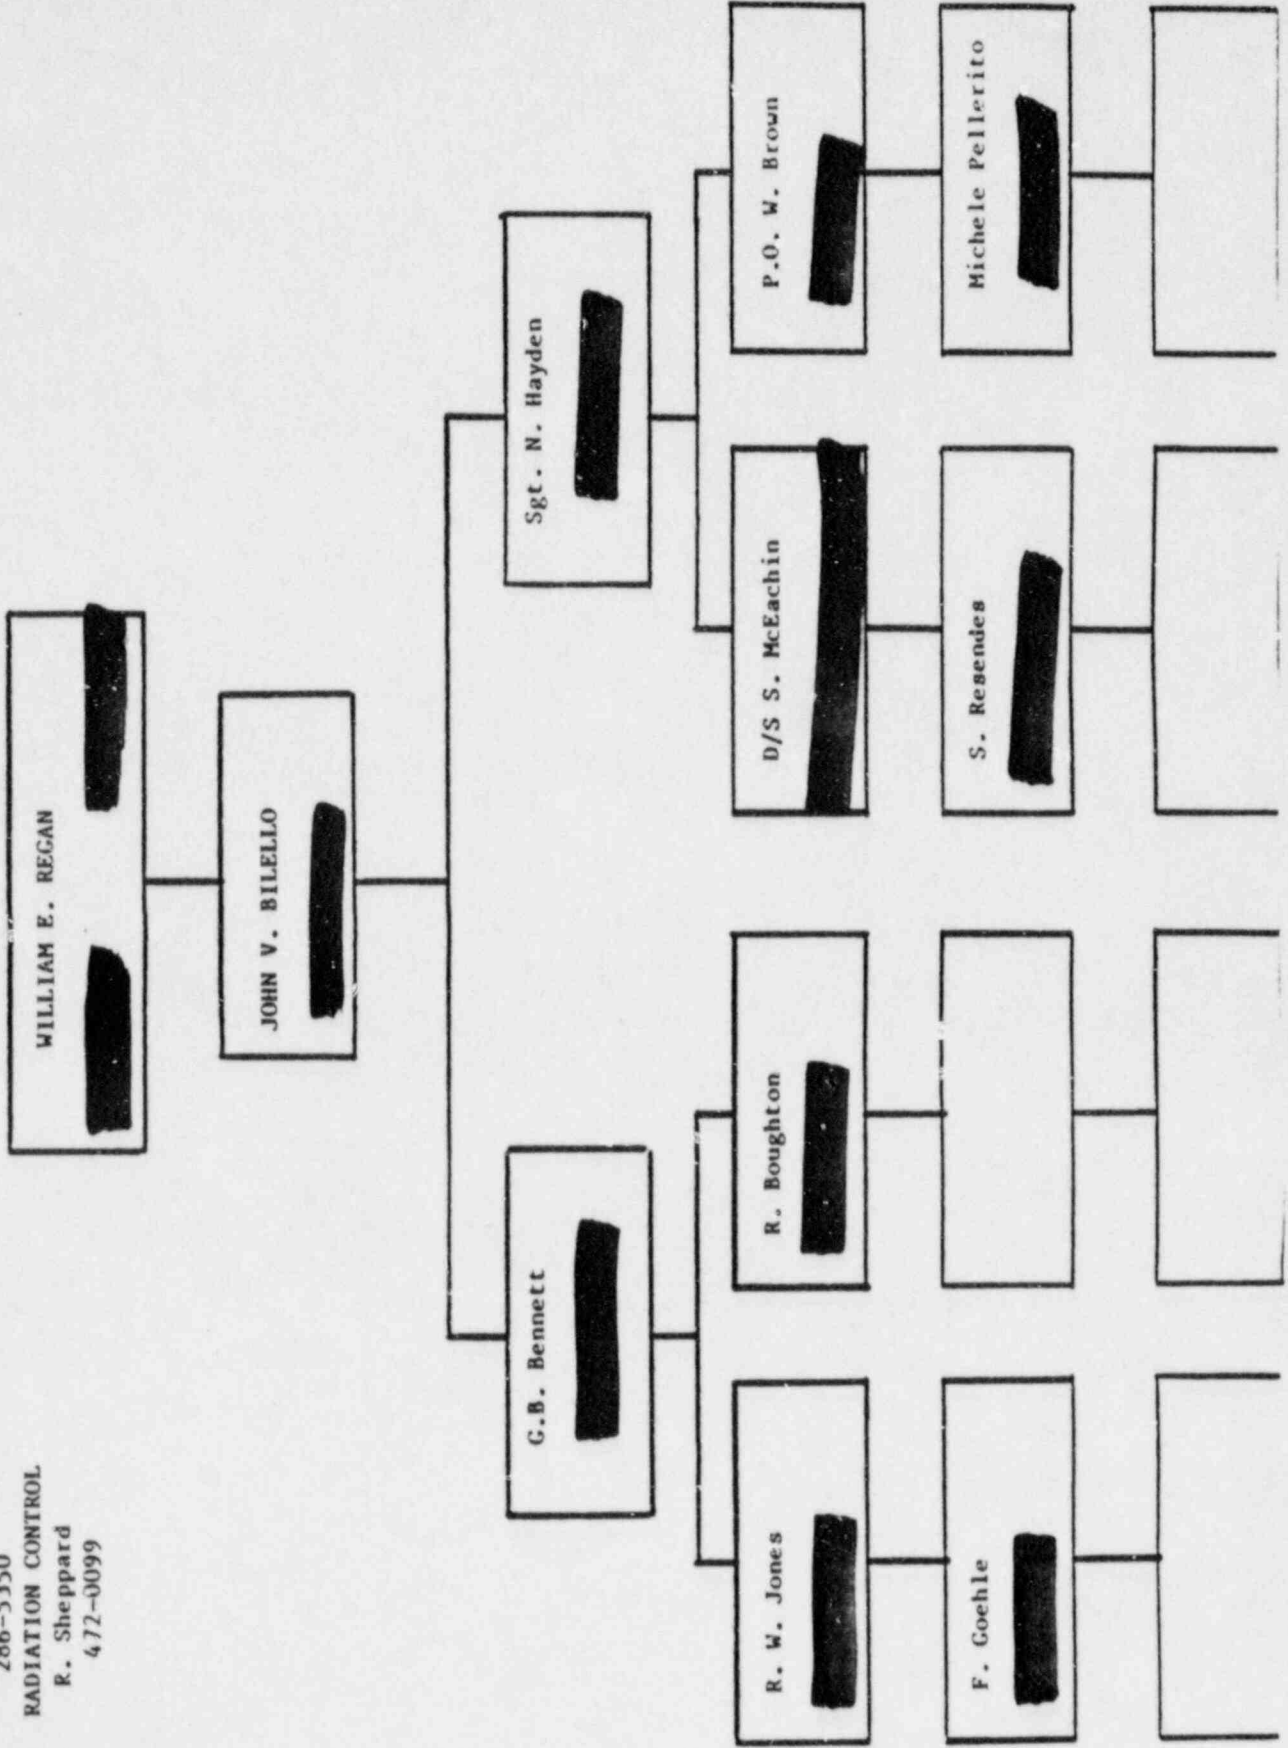 RADIATION CONTROL
R. Sheppard
472-0099
WILLIAM E. REGAN
JOHN V. BILELLO
G.B. Bennett
Sgt. N. Hayden
R. W. Jones
R. Boughton
D/S S. McEachin
P.O. W. Brown
F. Goehle
S. Resendes
Michele Pellerito